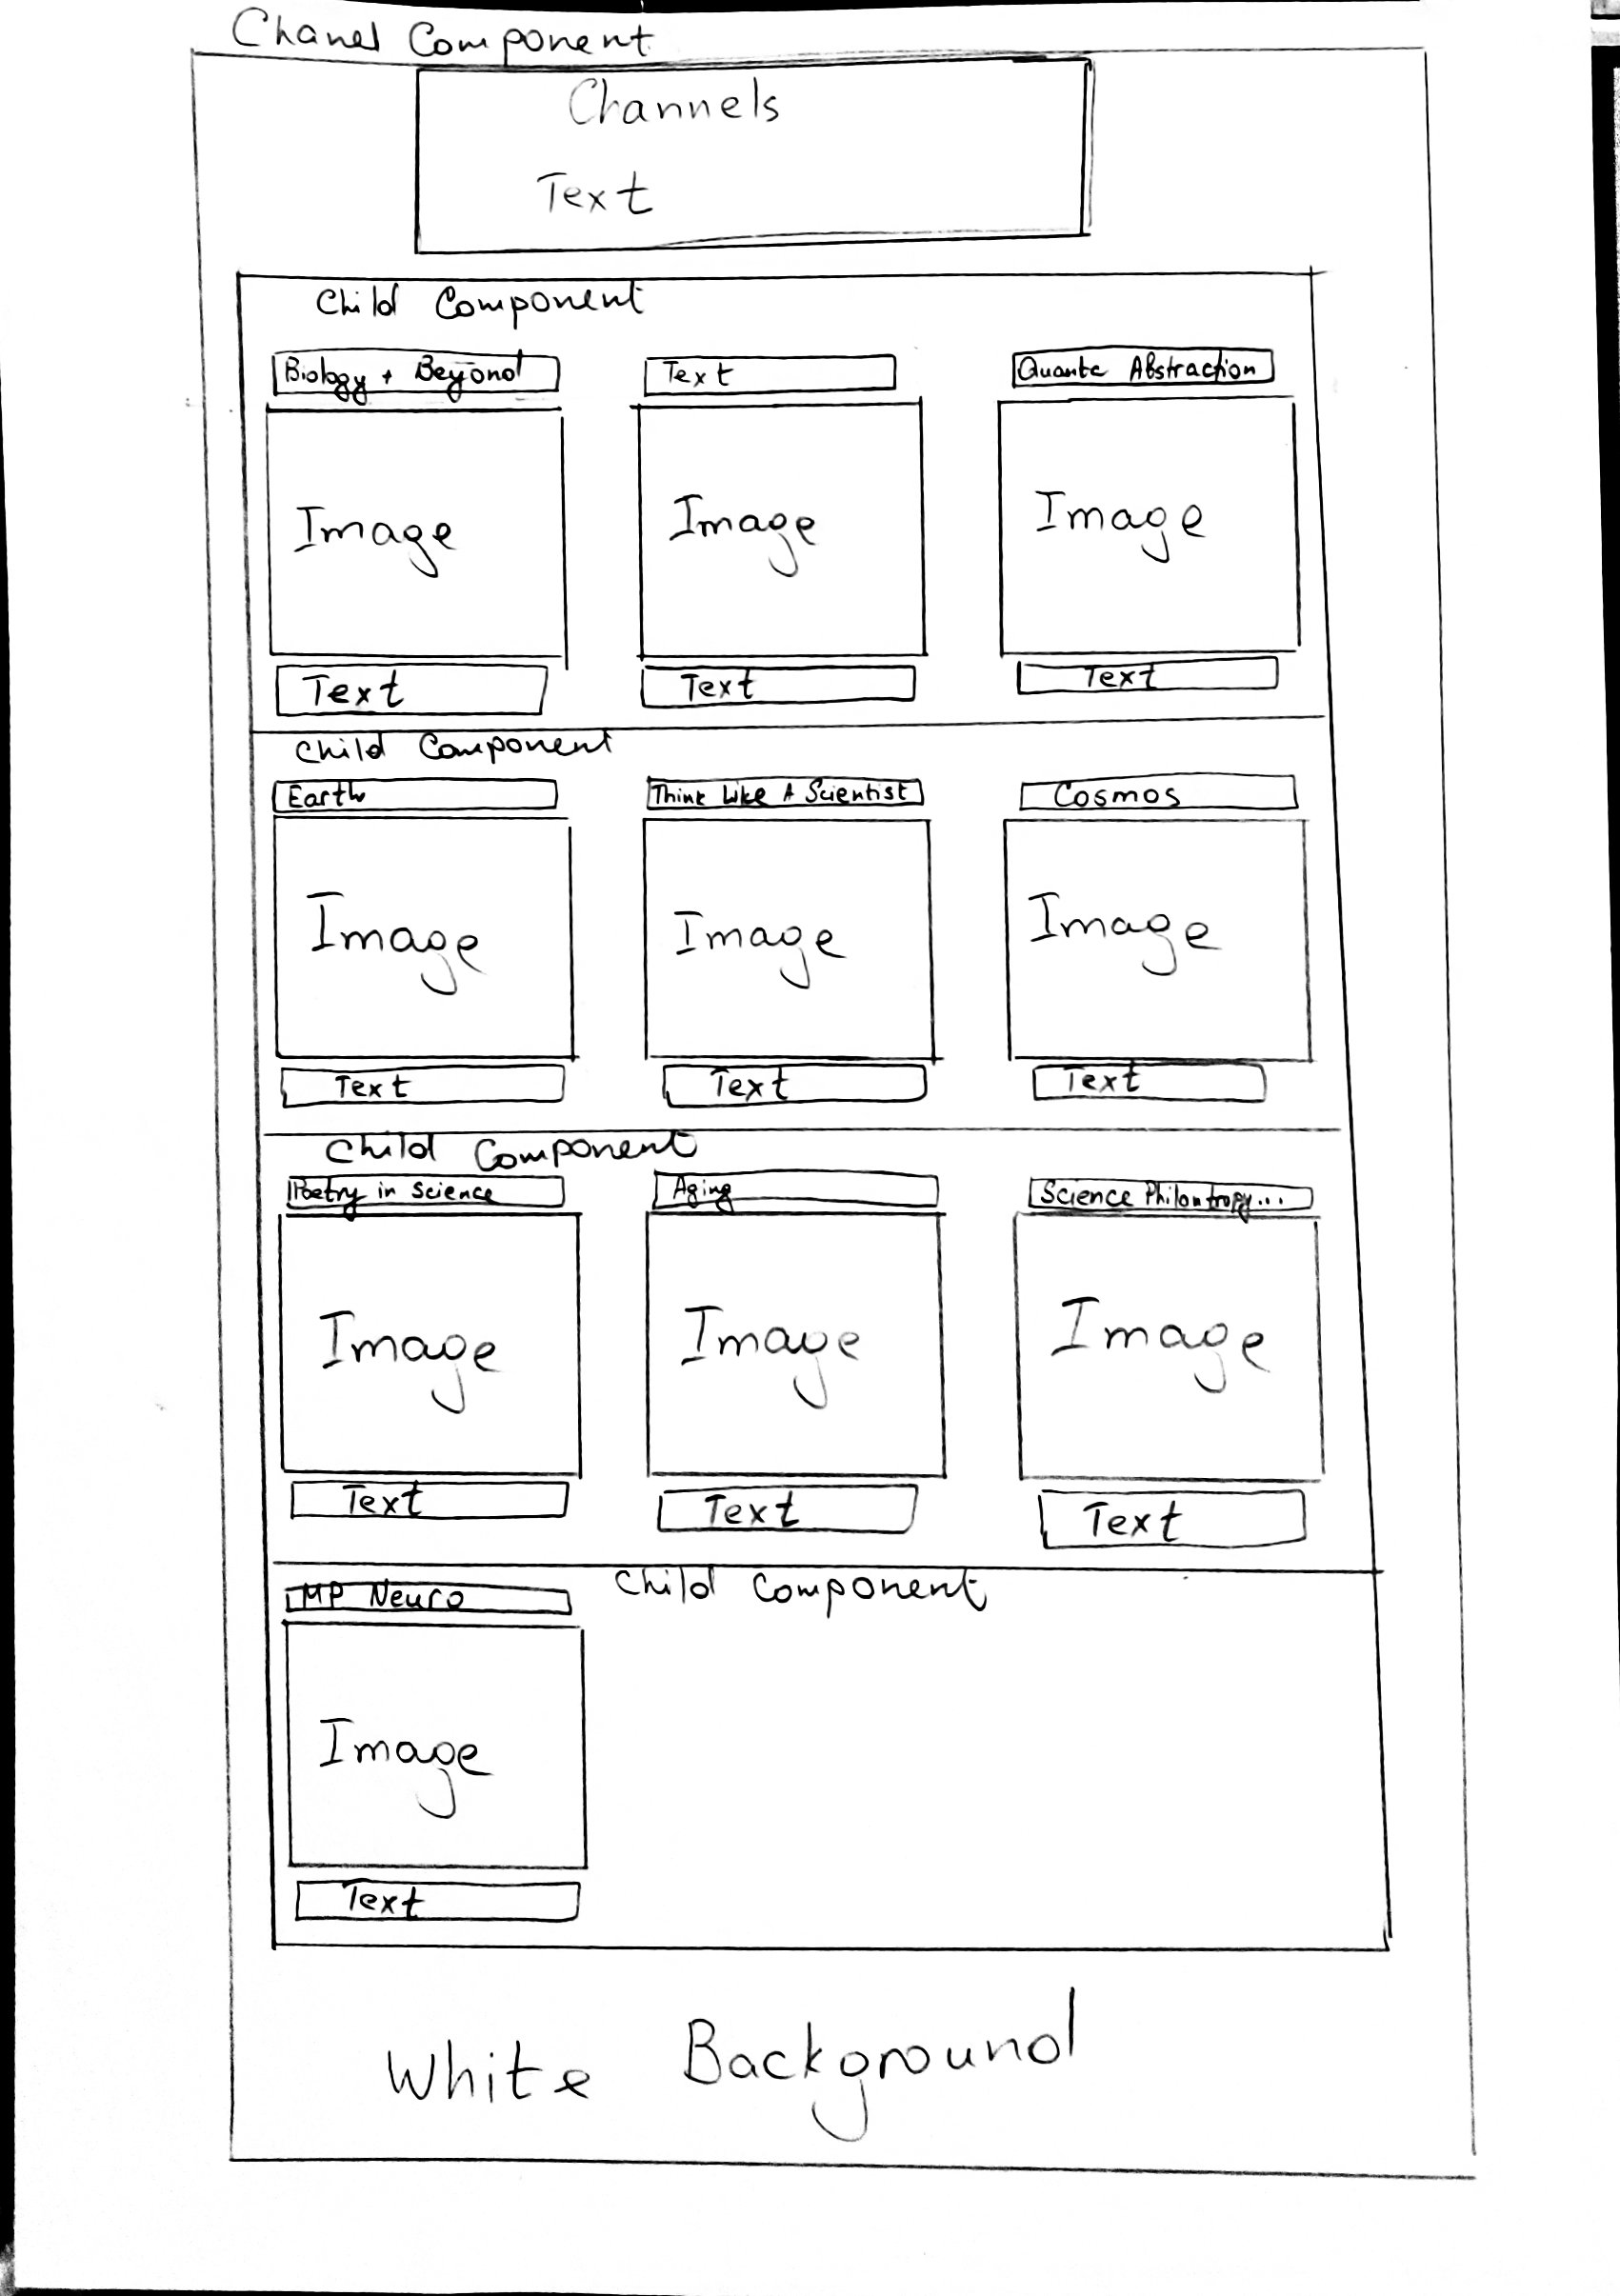 Chanel Component
Channels
Text
Child Component
Biology + Beyond Text Quanta Abstraction
Image Image Image
Text Text Text
Child Component
Earth Think Like A Scientist Cosmos
Image Image Image
Text Text Text
Child Component
Poetry in Science Aging Science Philantropy...
Image Image Image
Text Text Text
MP Neuro Child Component
Image
Text
White Background